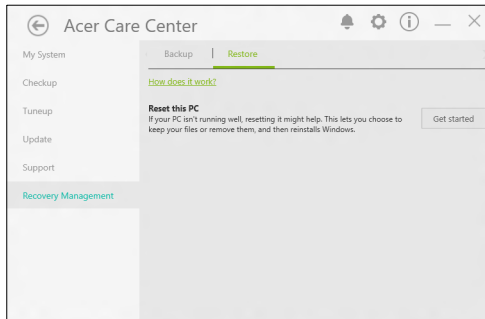 Acer Care Center
My System
Checkup
Tuneup
Update
Support
Recovery Management
Backup | Restore
How does it work?
Reset this PC
If your PC isn't running well, resetting it might help. This lets you choose to
keep your files or remove them, and then reinstalls Windows.
Get started